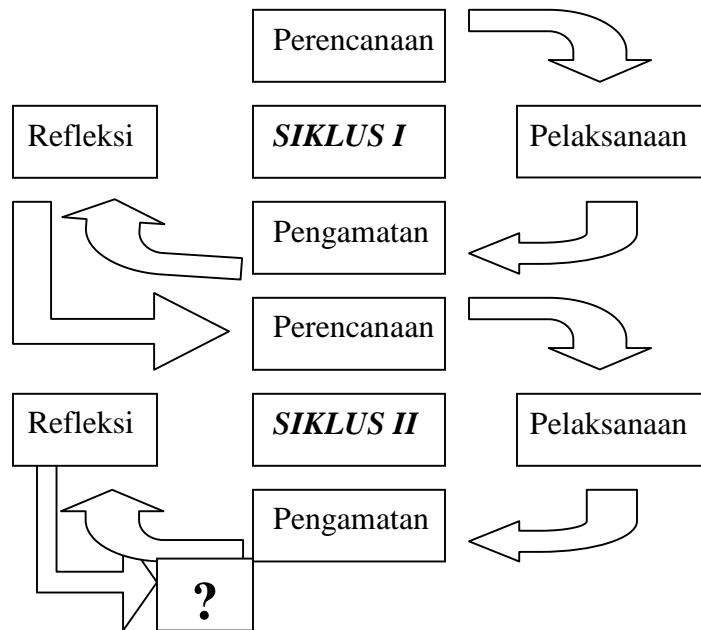 Perencanaan
Refleksi
SIKLUS I
Pelaksanaan
Pengamatan
Perencanaan
Refleksi
SIKLUS II
Pelaksanaan
Pengamatan
?